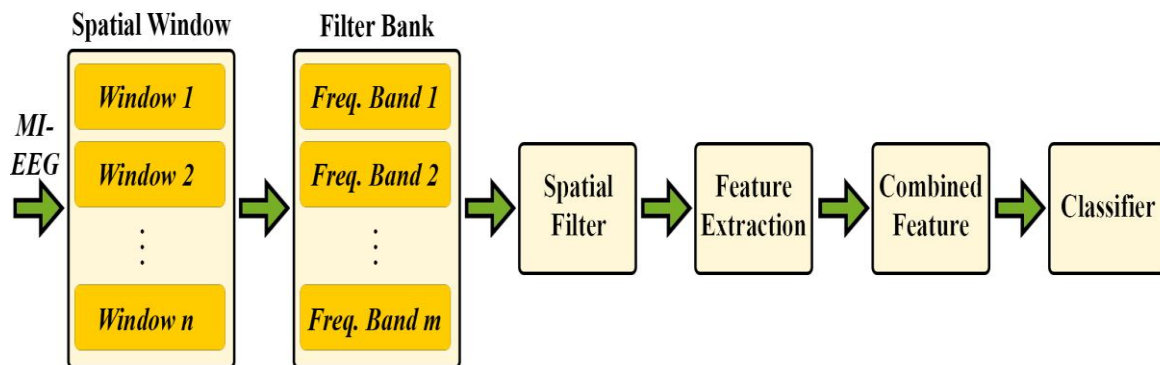 MI-
EEG
Spatial Window
Window 1
Window 2
Window n
Filter Bank
Freq. Band 1
Freq. Band 2
Freq. Band m
Spatial
Filter
Feature
Extraction
Combined
Feature
Classifier